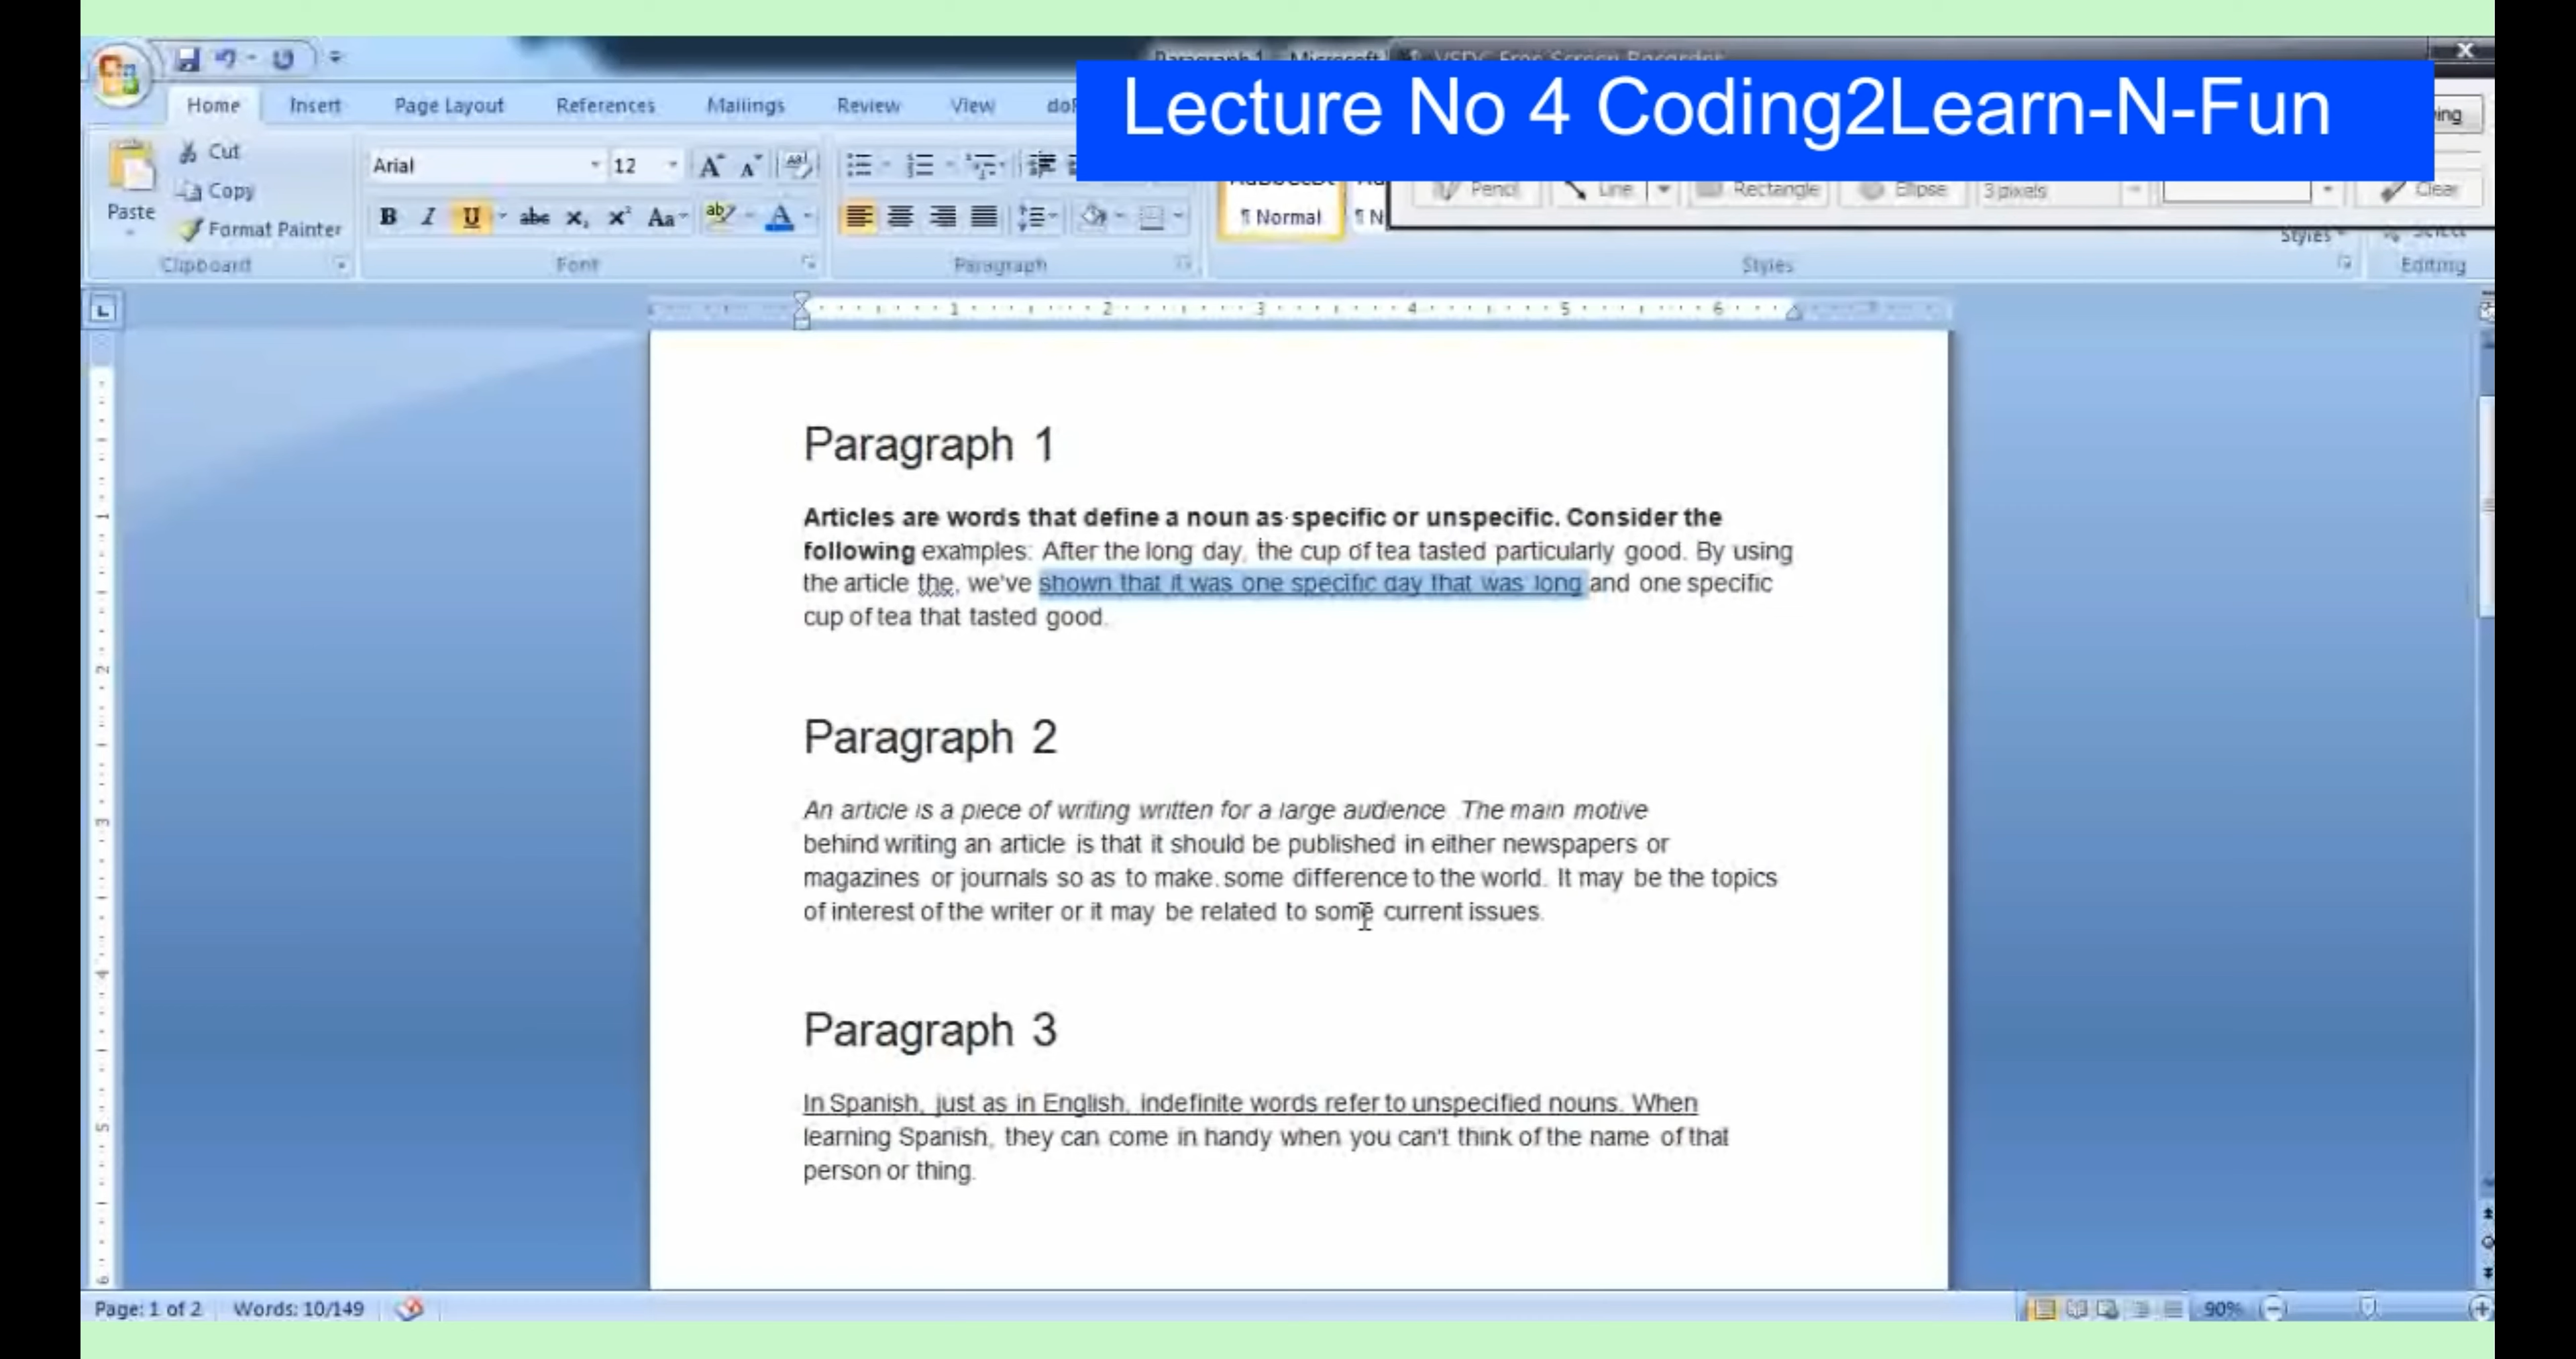 Lecture No 4 Coding2Learn-N-Fun
Home Insert Page Layout References Mailings Review View
Cut
Copy
Paste
Format Painter
Clipboard
Arial 12
Font
Paragraph
¶ Normal
Pencil Line Rectangle Ellipse 3 pixels Clear
Styles
Styles
Editing
Paragraph 1
Articles are words that define a noun as specific or unspecific. Consider the
following examples: After the long day, the cup of tea tasted particularly good. By using
the article the, we've shown that it was one specific day that was long and one specific
cup of tea that tasted good.
Paragraph 2
An article is a piece of writing written for a large audience. The main motive
behind writing an article is that it should be published in either newspapers or
magazines or journals so as to make some difference to the world. It may be the topics
of interest of the writer or it may be related to some current issues.
Paragraph 3
In Spanish, just as in English, indefinite words refer to unspecified nouns. When
learning Spanish, they can come in handy when you can't think of the name of that
person or thing.
Page: 1 of 2 Words: 10/149 90%